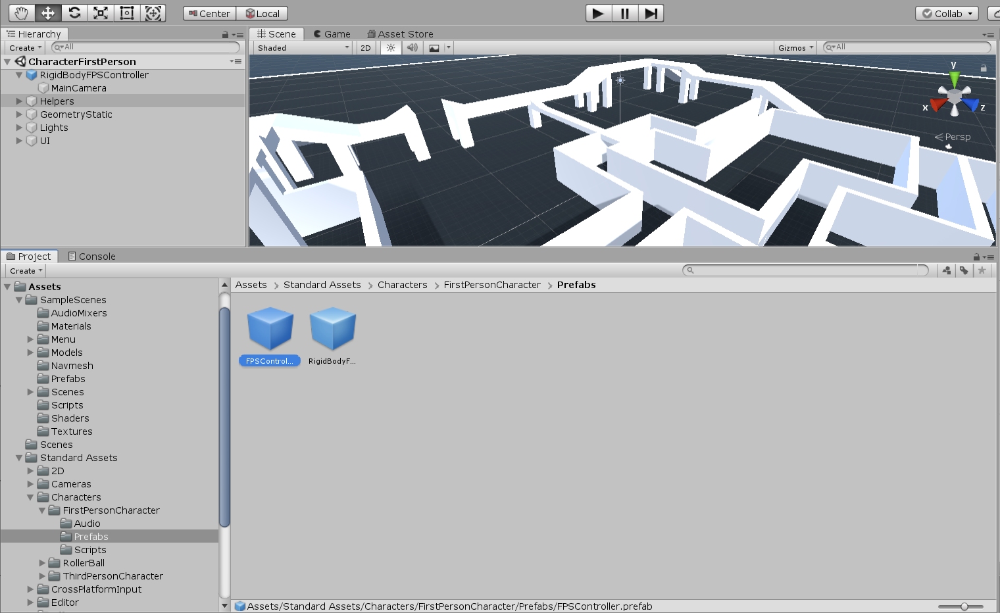 Center Local Collab
Hierarchy
Create All
CharacterFirstPerson
RigidBodyFPSController
MainCamera
Helpers
GeometryStatic
Lights
UI
Scene Game Asset Store
Shaded 2D Gizmos All
y
x z
Persp
Project Console
Create
Assets
SampleScenes
AudioMixers
Materials
Menu
Models
Navmesh
Prefabs
Scenes
Scripts
Shaders
Textures
Scenes
Standard Assets
2D
Cameras
Characters
FirstPersonCharacter
Audio
Prefabs
Scripts
RollerBall
ThirdPersonCharacter
CrossPlatformInput
Editor
Assets Standard Assets Characters FirstPersonCharacter Prefabs
FPSControl... RigidBodyF...
Assets/Standard Assets/Characters/FirstPersonCharacter/Prefabs/FPSController.prefab